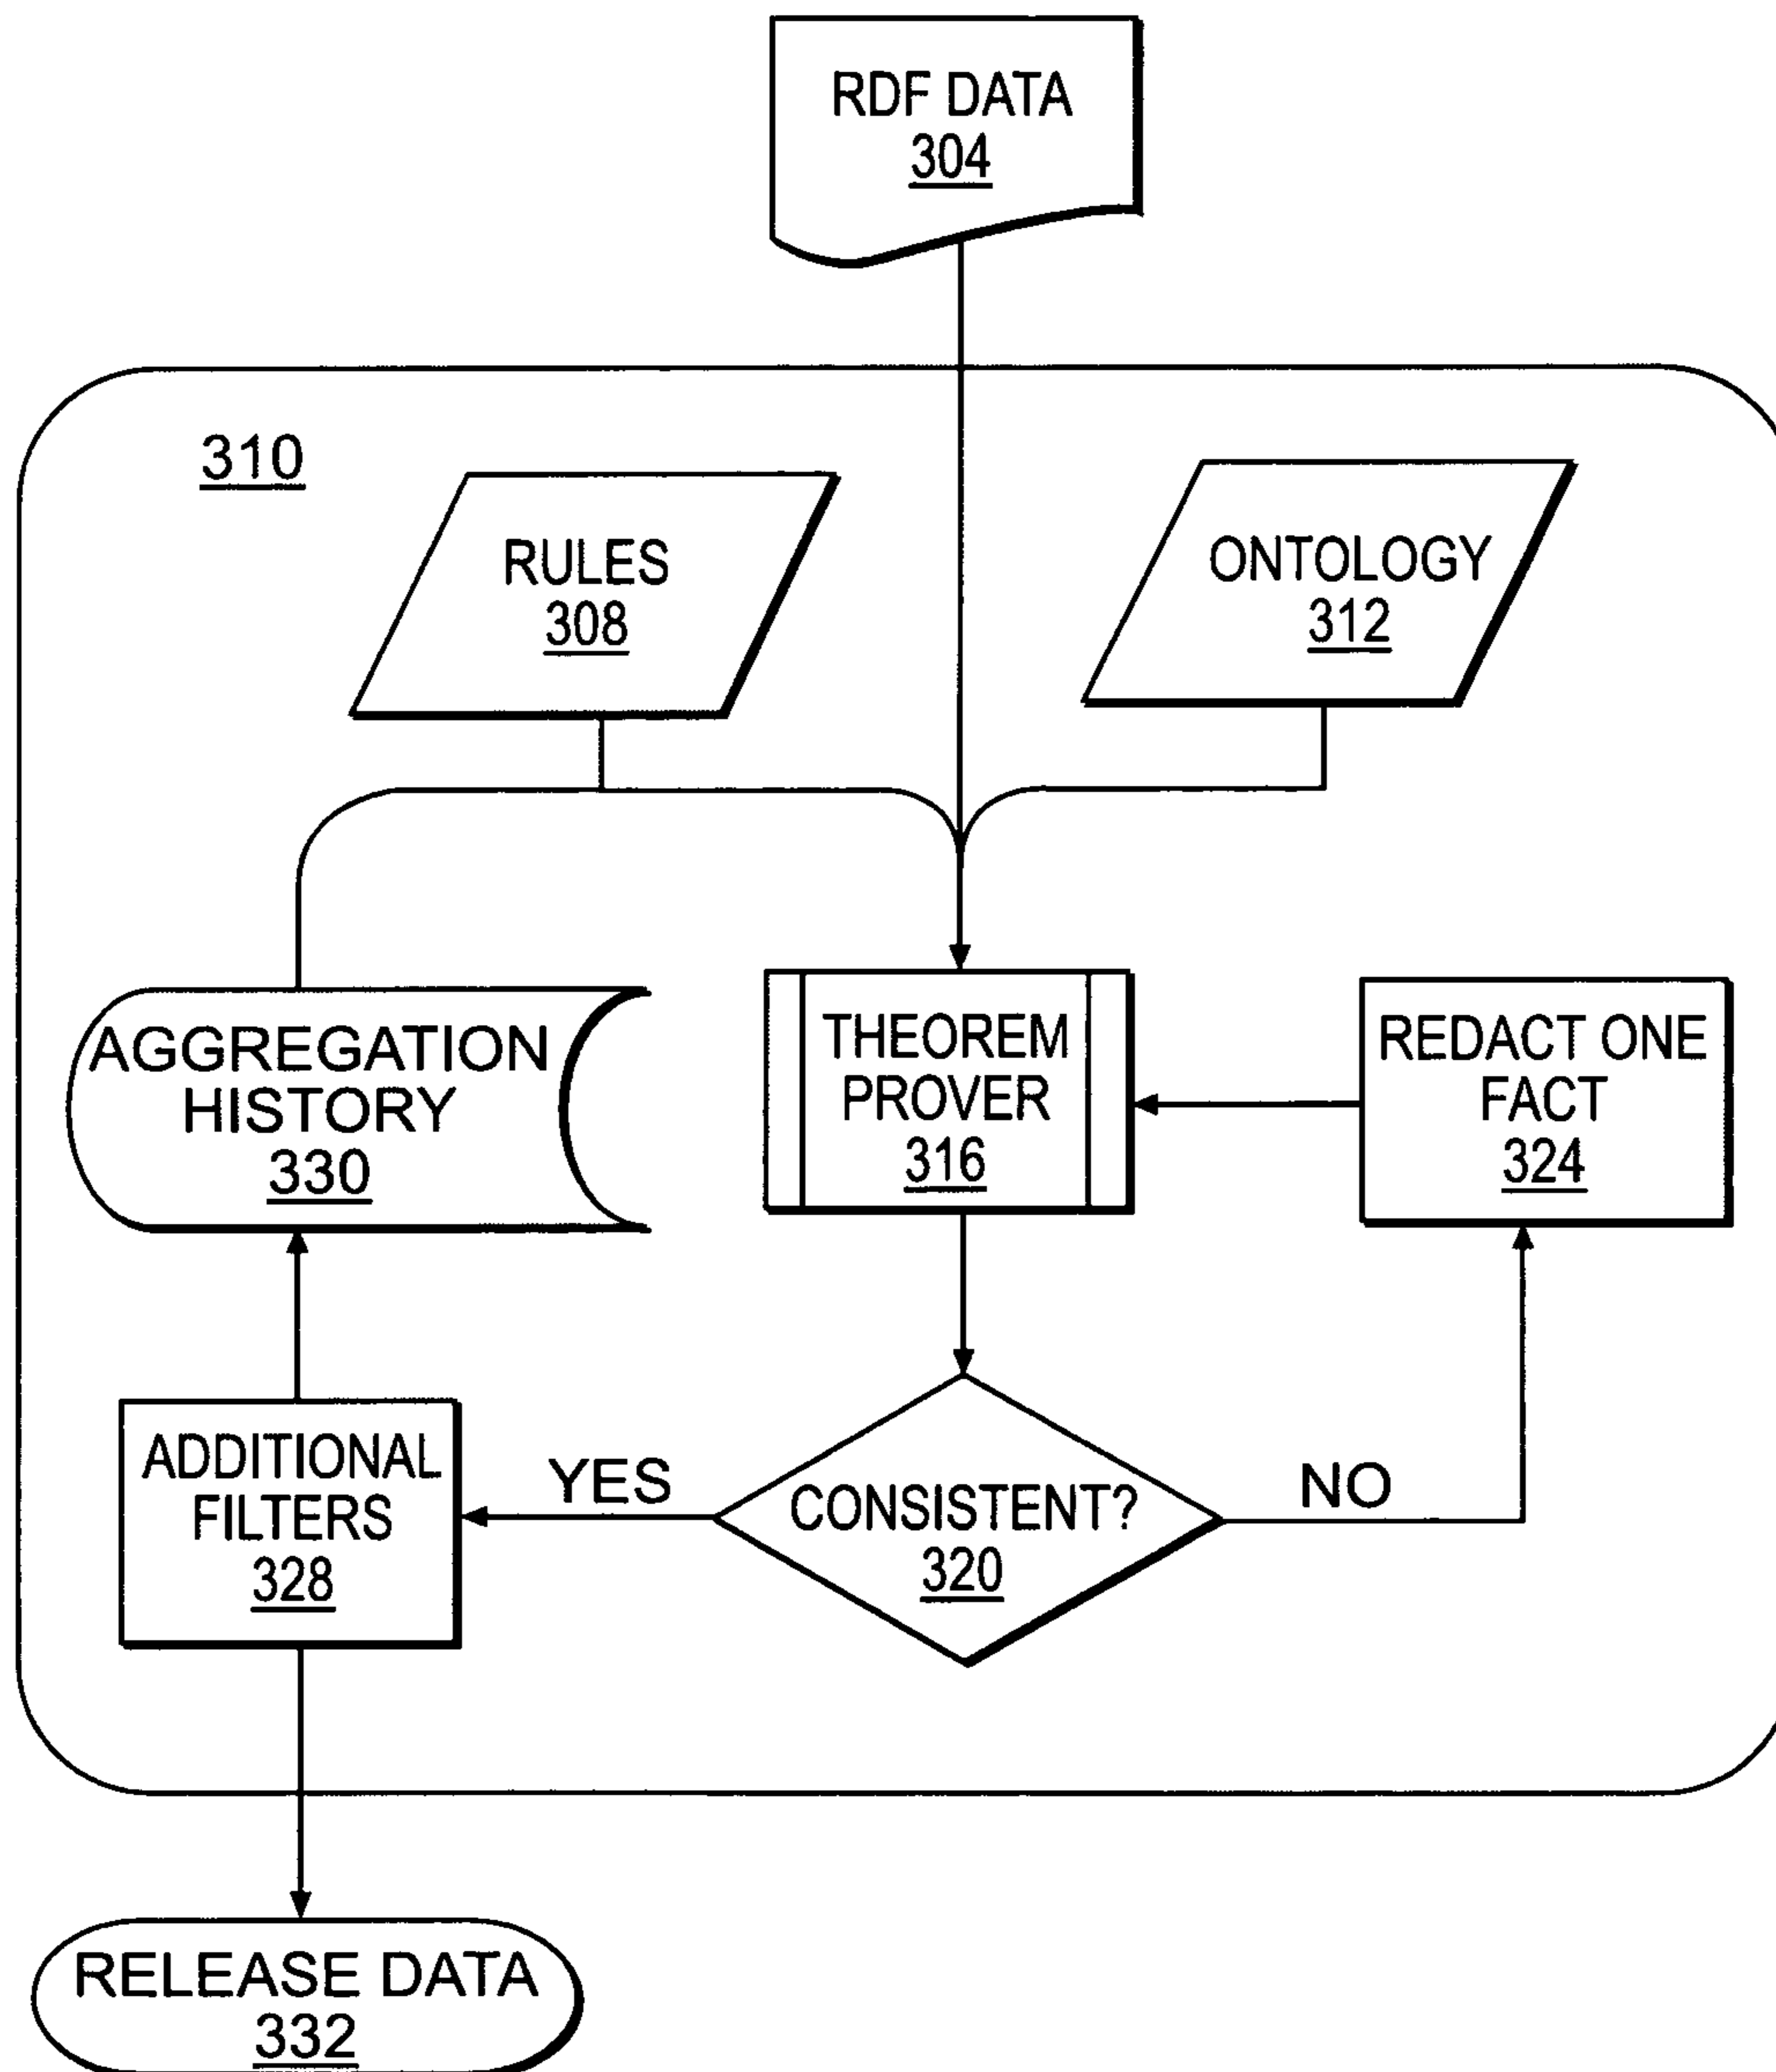 RDF DATA
304
310
RULES
308
ONTOLOGY
312
AGGREGATION
HISTORY
330
THEOREM
PROVER
316
REDACT ONE
FACT
324
ADDITIONAL
FILTERS
328
YES
CONSISTENT?
320
NO
RELEASE DATA
332